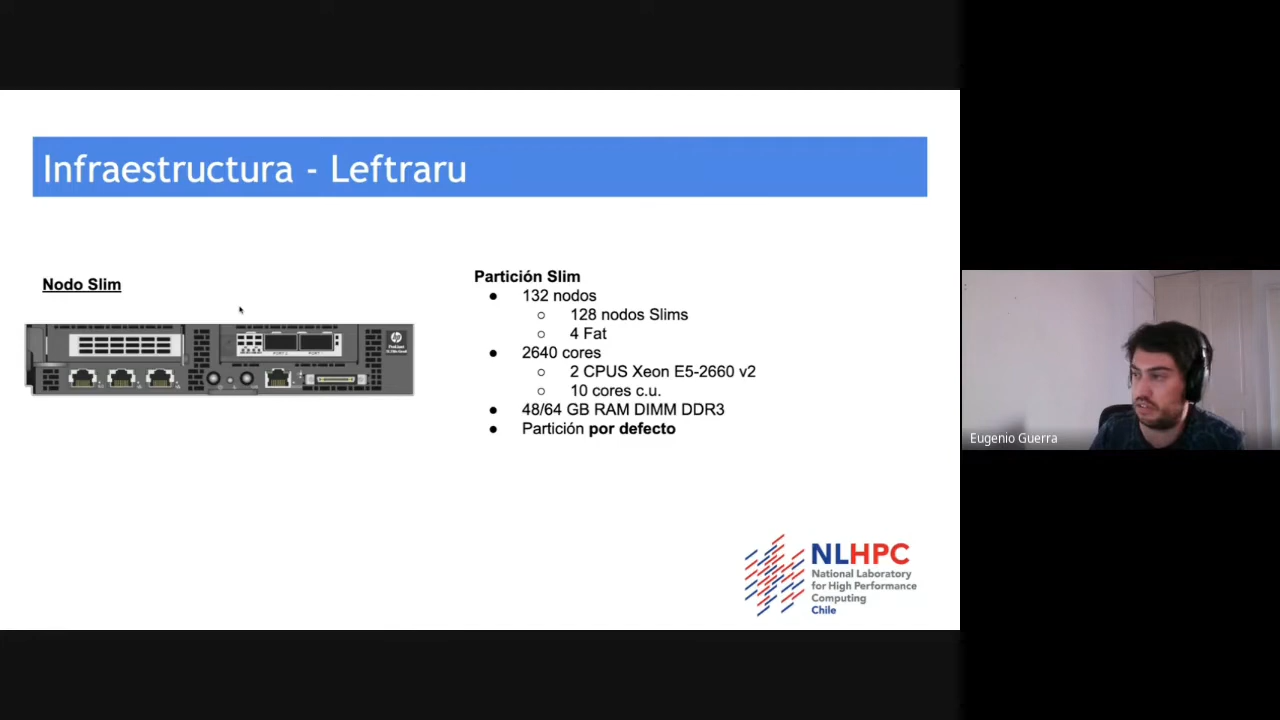 Infraestructura - Leftraru
Nodo Slim
Partición Slim
132 nodos
128 nodos Slims
4 Fat
2640 cores
2 CPUS Xeon E5-2660 v2
10 cores c.u.
48/64 GB RAM DIMM DDR3
Partición por defecto
hp
NLHPC
National Laboratory
for High Performance
Computing
Chile
Eugenio Guerra